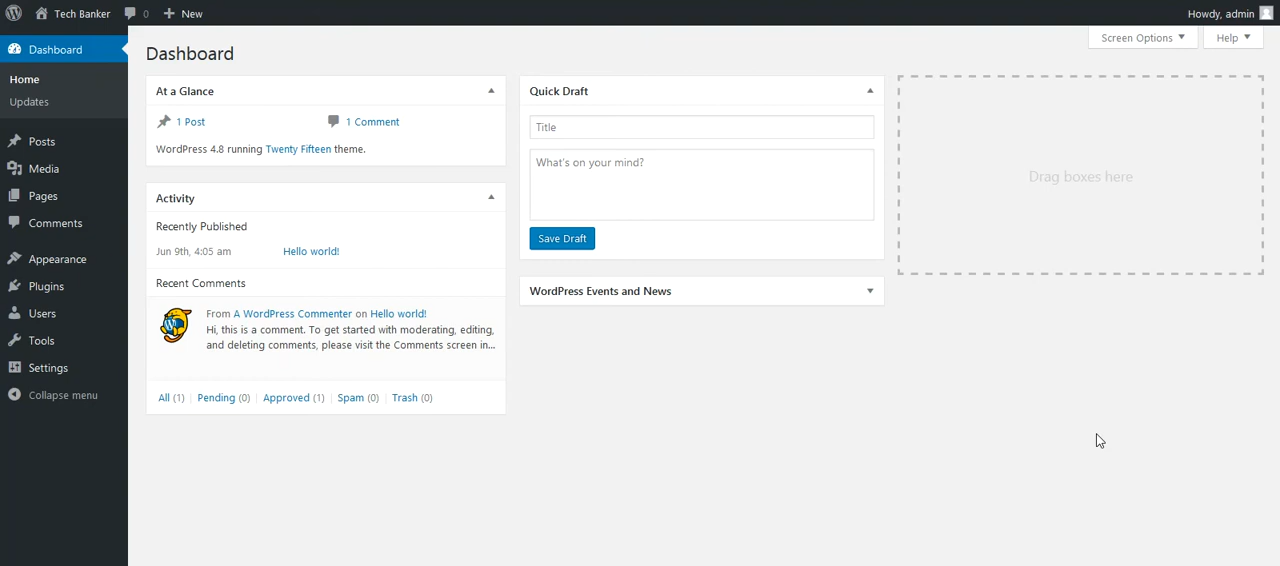 Tech Banker 0 New Howdy, admin
Dashboard
Home
Updates
Posts
Media
Pages
Comments
Appearance
Plugins
Users
Tools
Settings
Collapse menu
Screen Options Help
Dashboard
At a Glance
1 Post 1 Comment
WordPress 4.8 running Twenty Fifteen theme.
Activity
Recently Published
Jun 9th, 4:05 am Hello world!
Recent Comments
From A WordPress Commenter on Hello world!
Hi, this is a comment. To get started with moderating, editing,
and deleting comments, please visit the Comments screen in...
All (1) | Pending (0) | Approved (1) | Spam (0) | Trash (0)
Quick Draft
Title
What's on your mind?
Save Draft
WordPress Events and News
Drag boxes here